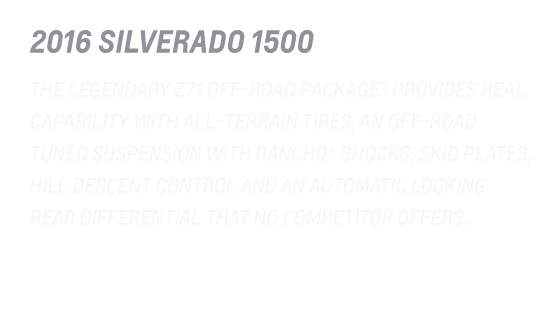 2016 SILVERADO 1500
THE LEGENDARY Z71 OFF-ROAD PACKAGE‡ PROVIDES REAL
CAPABILITY WITH ALL-TERRAIN TIRES, AN OFF-ROAD
TUNED SUSPENSION WITH RANCHO® SHOCKS, SKID PLATES,
HILL DESCENT CONTROL AND AN AUTOMATIC LOCKING
REAR DIFFERENTIAL THAT NO COMPETITOR OFFERS.